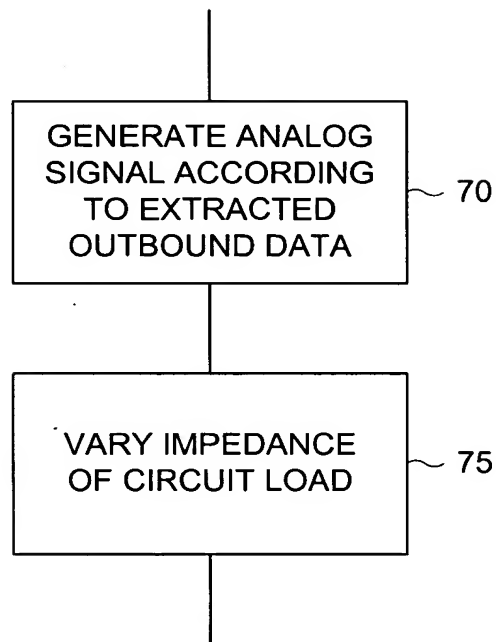 GENERATE ANALOG
SIGNAL ACCORDING
TO EXTRACTED
OUTBOUND DATA
70
VARY IMPEDANCE
OF CIRCUIT LOAD
75